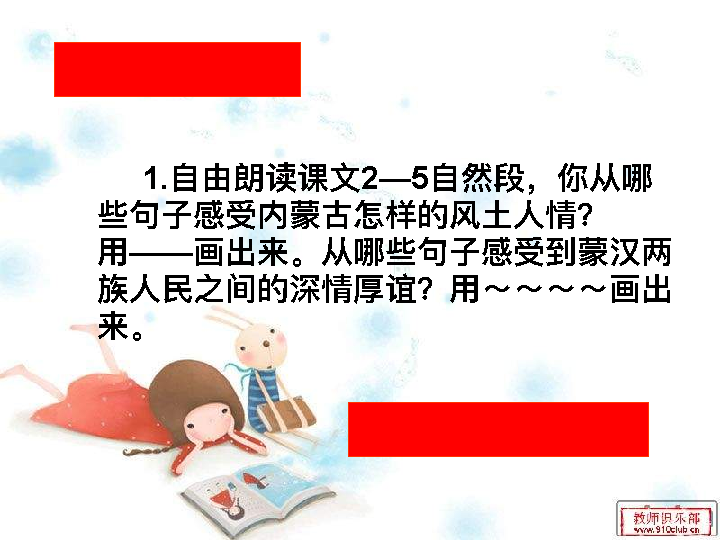 1.自由朗读课文2—5自然段，你从哪
些句子感受内蒙古怎样的风土人情？
用——画出来。从哪些句子感受到蒙汉两
族人民之间的深情厚谊？用～～～～画出
来。
教师俱乐部
www.910club.cn